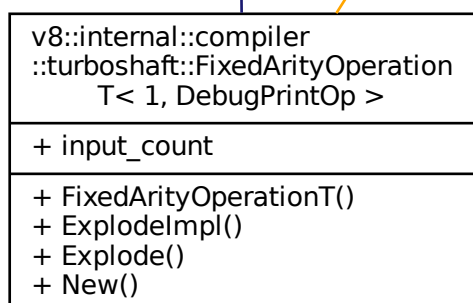 v8::internal::compiler
::turboshaft::FixedArityOperation
T< 1, DebugPrintOp >
+ input_count
+ FixedArityOperationT()
+ ExplodeImpl()
+ Explode()
+ New()